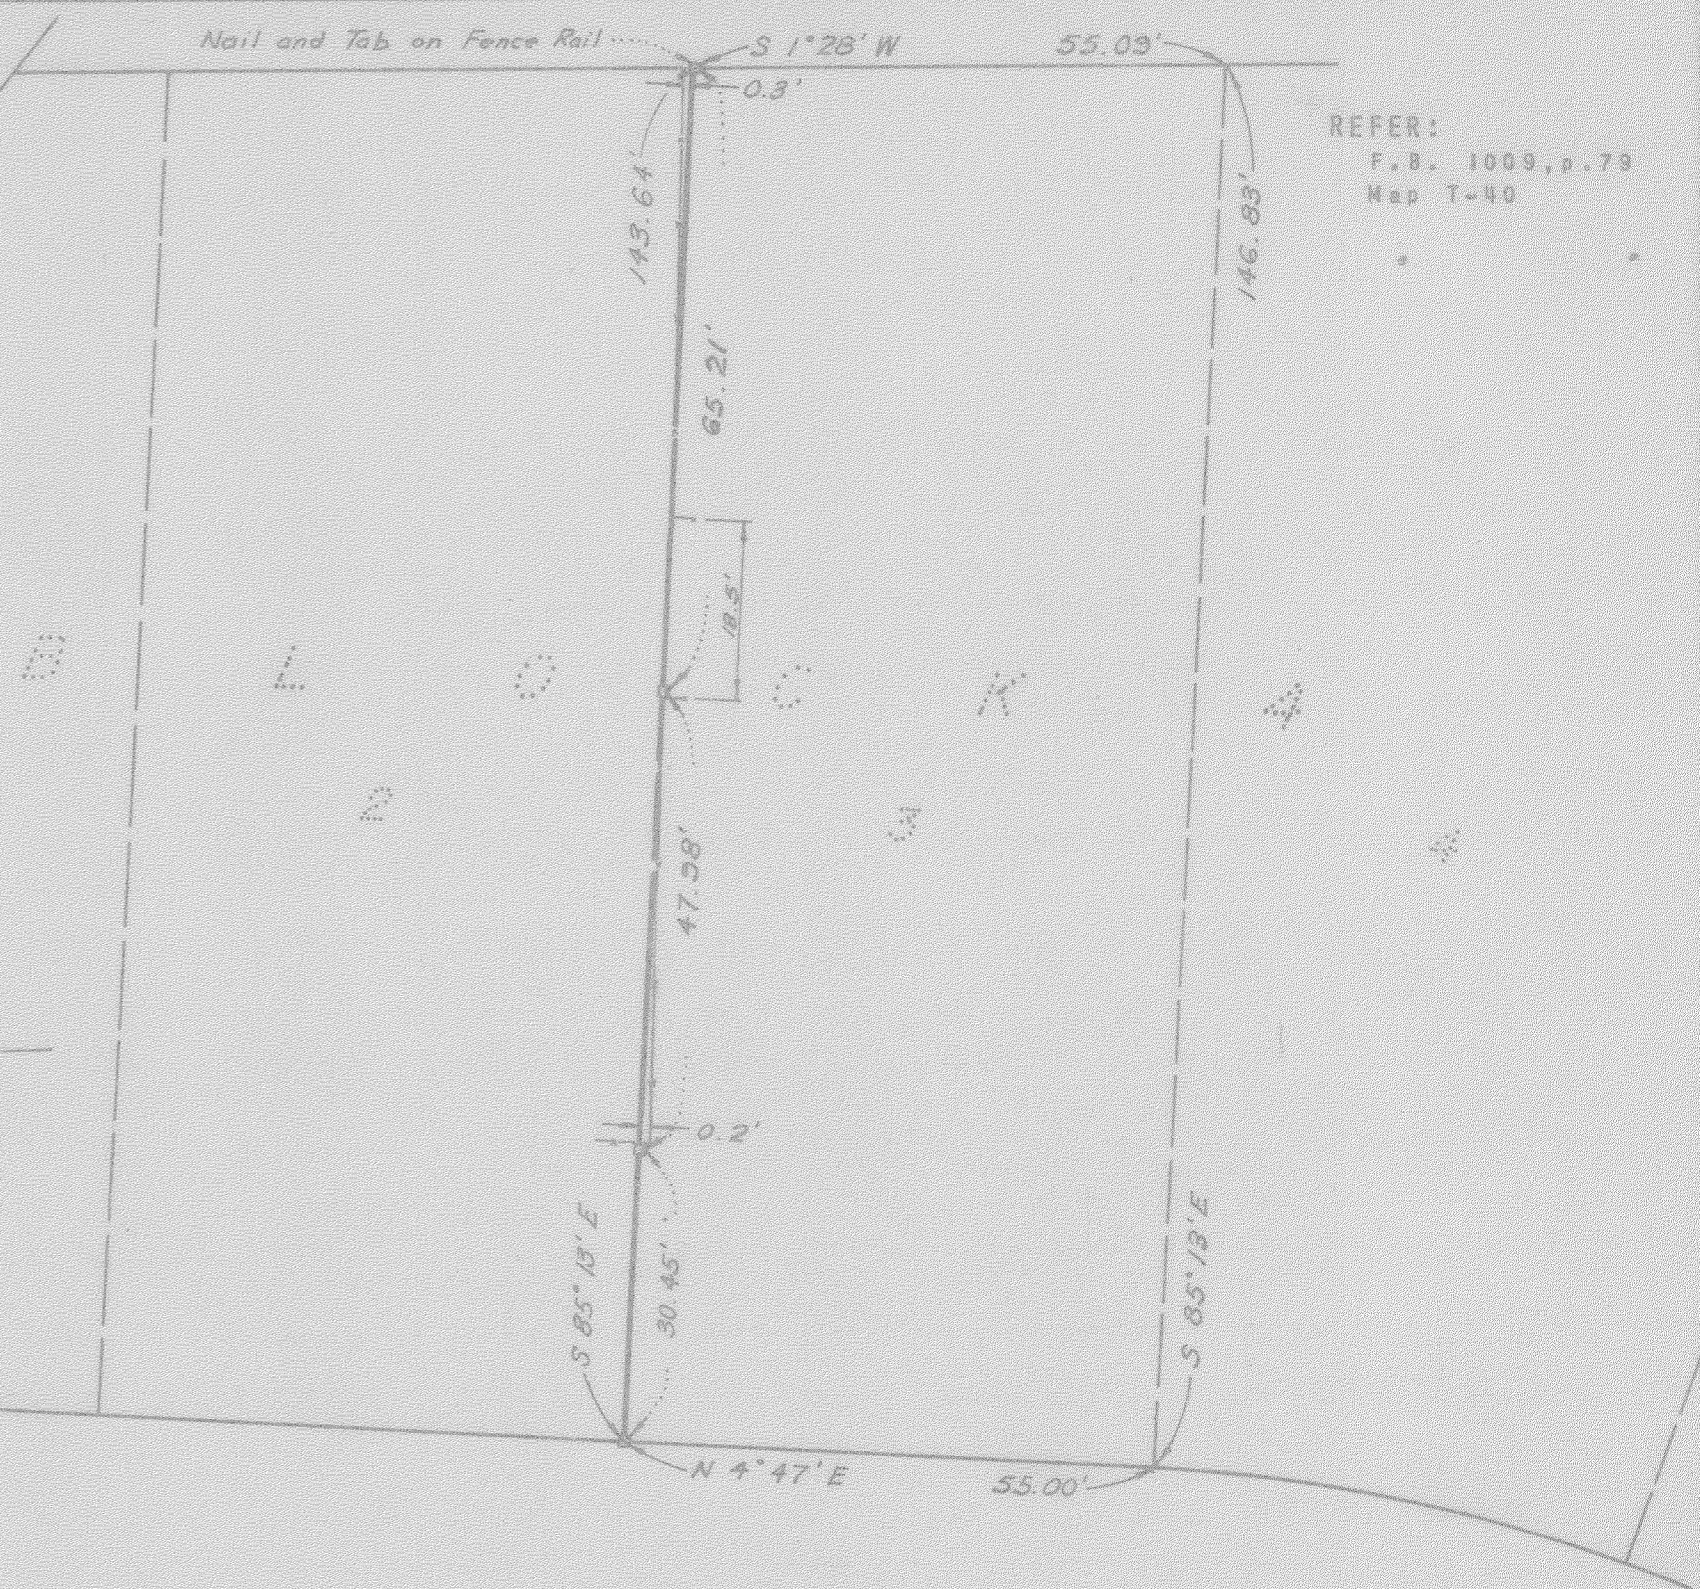 Nail and Tab on Fence Rail
S 1°28' W
55.09'
0.3'
REFER:
F.B. 1009, p.79
Map T-40
143.64'
146.83'
65.21'
18.5'
B L O C K 4
2
3
4
47.98'
0.2'
S 85°13' E
30.45'
S 85°13' E
N 4°47' E
55.00'